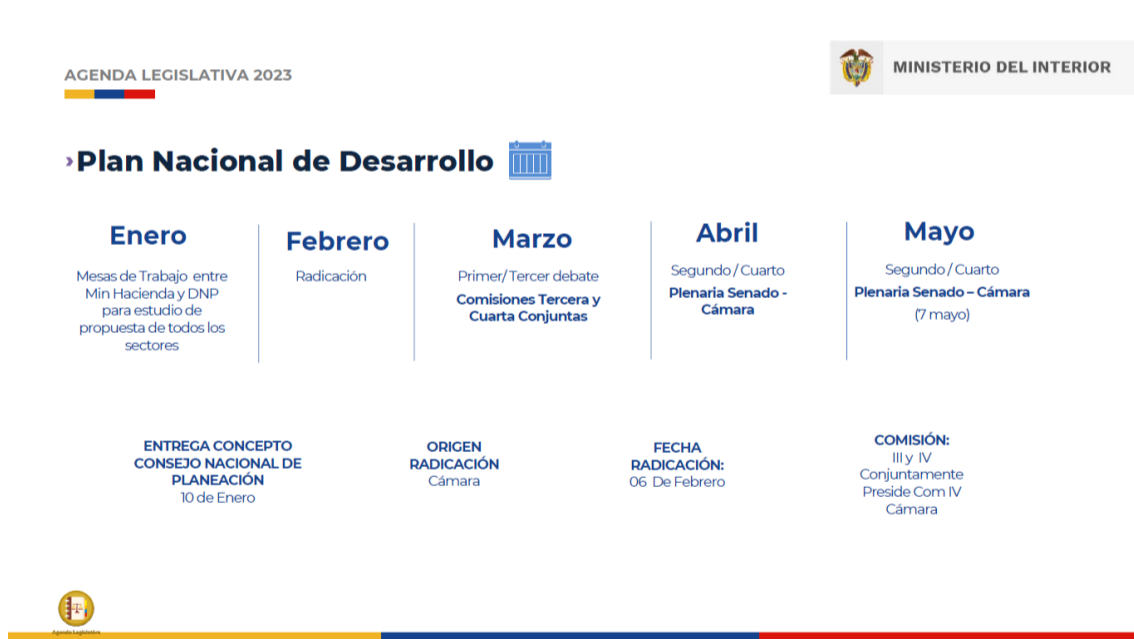 AGENDA LEGISLATIVA 2023
MINISTERIO DEL INTERIOR
›Plan Nacional de Desarrollo
Enero
Mesas de Trabajo entre
Min Hacienda y DNP
para estudio de
propuesta de todos los
sectores
Febrero
Radicación
Marzo
Primer/Tercer debate
Comisiones Tercera y
Cuarta Conjuntas
Abril
Segundo / Cuarto
Plenaria Senado -
Cámara
Mayo
Segundo / Cuarto
Plenaria Senado – Cámara
(7 mayo)
ENTREGA CONCEPTO
CONSEJO NACIONAL DE
PLANEACIÓN
10 de Enero
ORIGEN
RADICACIÓN
Cámara
FECHA
RADICACIÓN:
06 De Febrero
COMISIÓN:
III y IV
Conjuntamente
Preside Com IV
Cámara
Agenda Legislativa